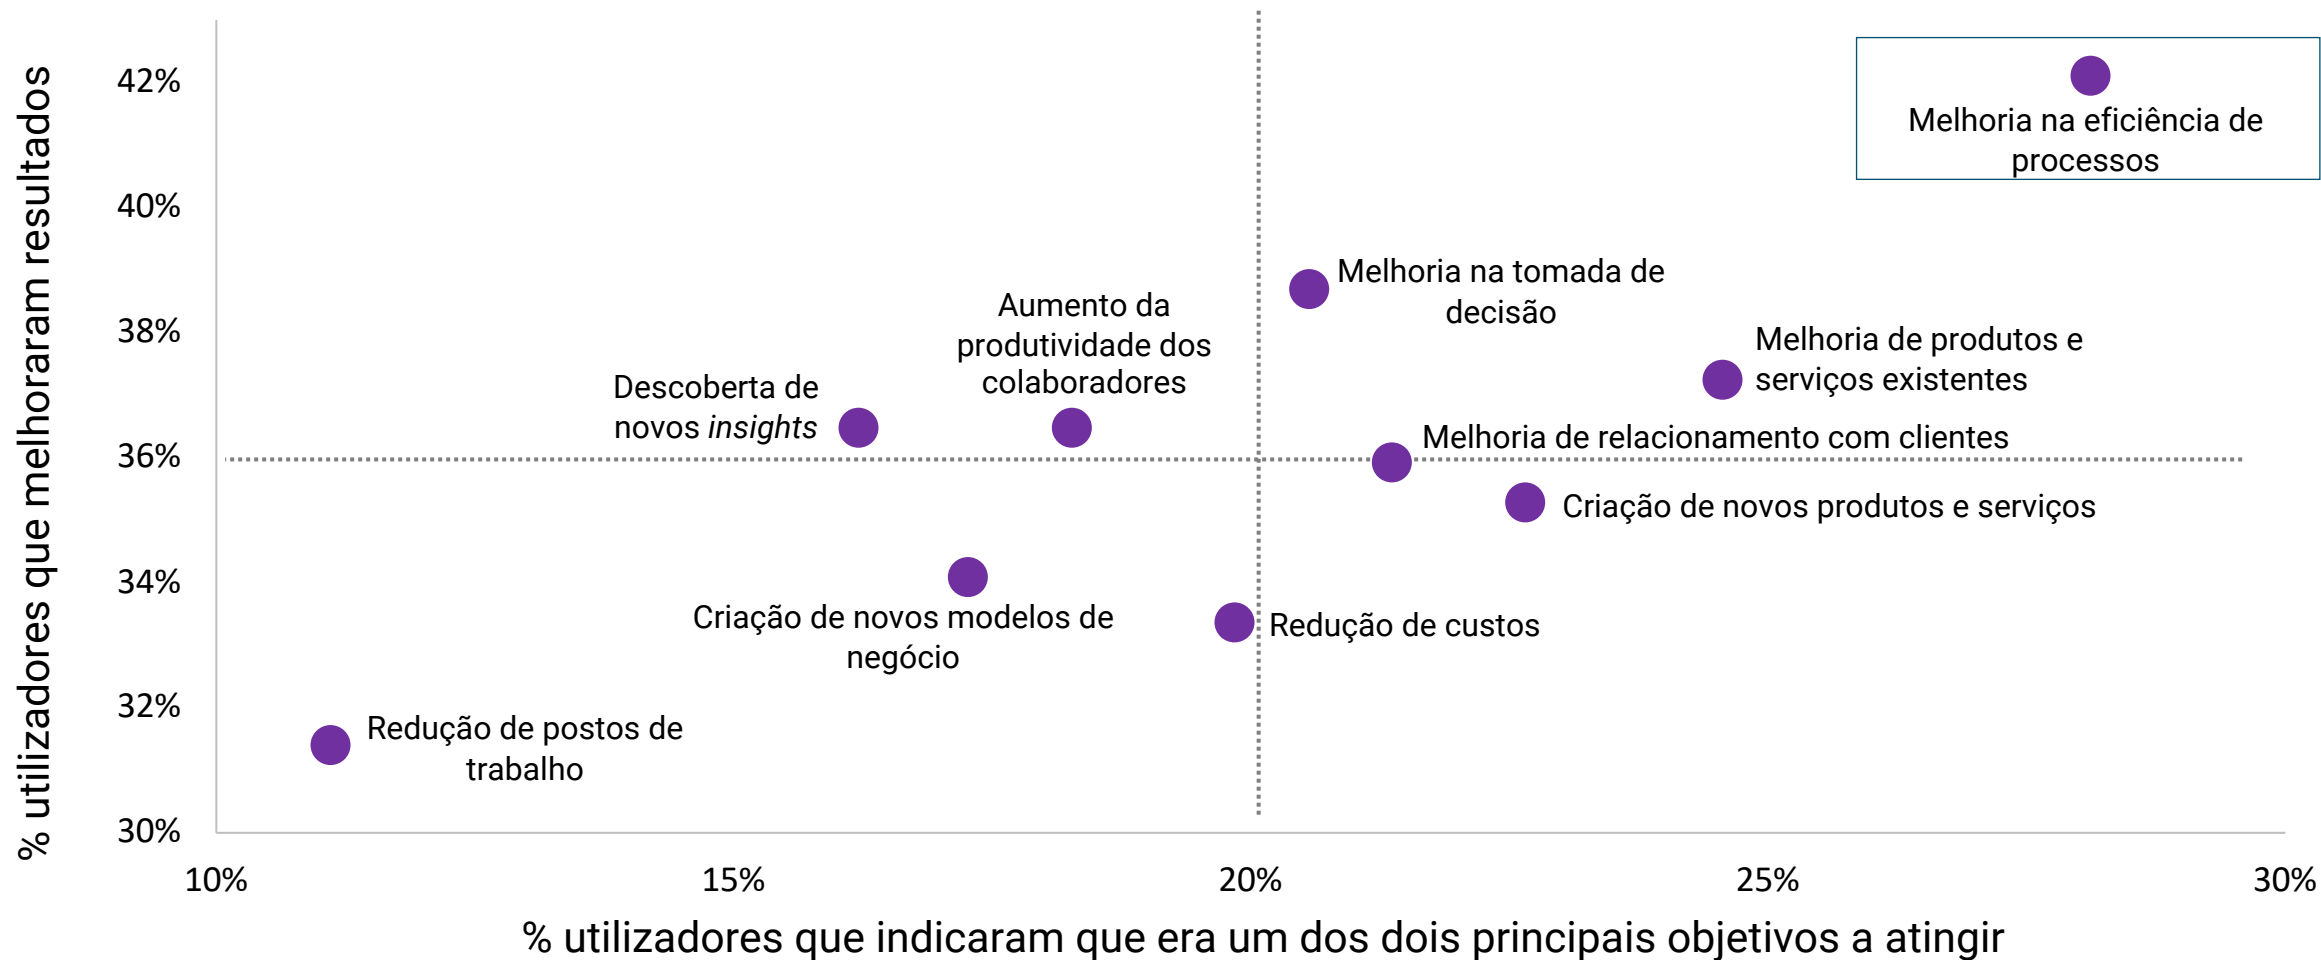 % utilizadores que melhoraram resultados
42%
40%
38%
36%
34%
32%
30%
Melhoria na eficiência de
processos
Melhoria na tomada de
decisão
Aumento da
produtividade dos
colaboradores
Melhoria de produtos e
serviços existentes
Descoberta de
novos insights
Melhoria de relacionamento com clientes
Criação de novos produtos e serviços
Criação de novos modelos de
negócio
Redução de custos
Redução de postos de
trabalho
10%
15%
20%
25%
30%
% utilizadores que indicaram que era um dos dois principais objetivos a atingir